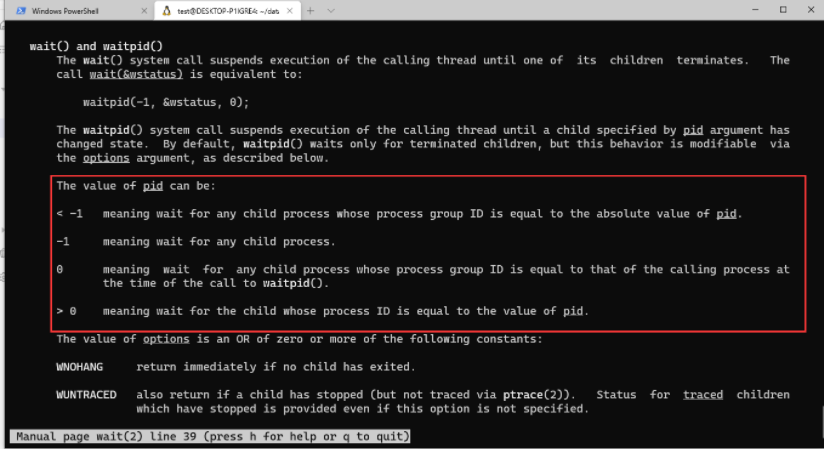 Windows PowerShell
test@DESKTOP-P1IGRE4: ~/data
wait() and waitpid()
The wait() system call suspends execution of the calling thread until one of its children terminates. The
call wait(&wstatus) is equivalent to:
waitpid(-1, &wstatus, 0);
The waitpid() system call suspends execution of the calling thread until a child specified by pid argument has
changed state. By default, waitpid() waits only for terminated children, but this behavior is modifiable via
the options argument, as described below.
The value of pid can be:
< -1 meaning wait for any child process whose process group ID is equal to the absolute value of pid.
-1 meaning wait for any child process.
0 meaning wait for any child process whose process group ID is equal to that of the calling process at
the time of the call to waitpid().
> 0 meaning wait for the child whose process ID is equal to the value of pid.
The value of options is an OR of zero or more of the following constants:
WNOHANG return immediately if no child has exited.
WUNTRACED also return if a child has stopped (but not traced via ptrace(2)). Status for traced children
which have stopped is provided even if this option is not specified.
Manual page wait(2) line 39 (press h for help or q to quit)